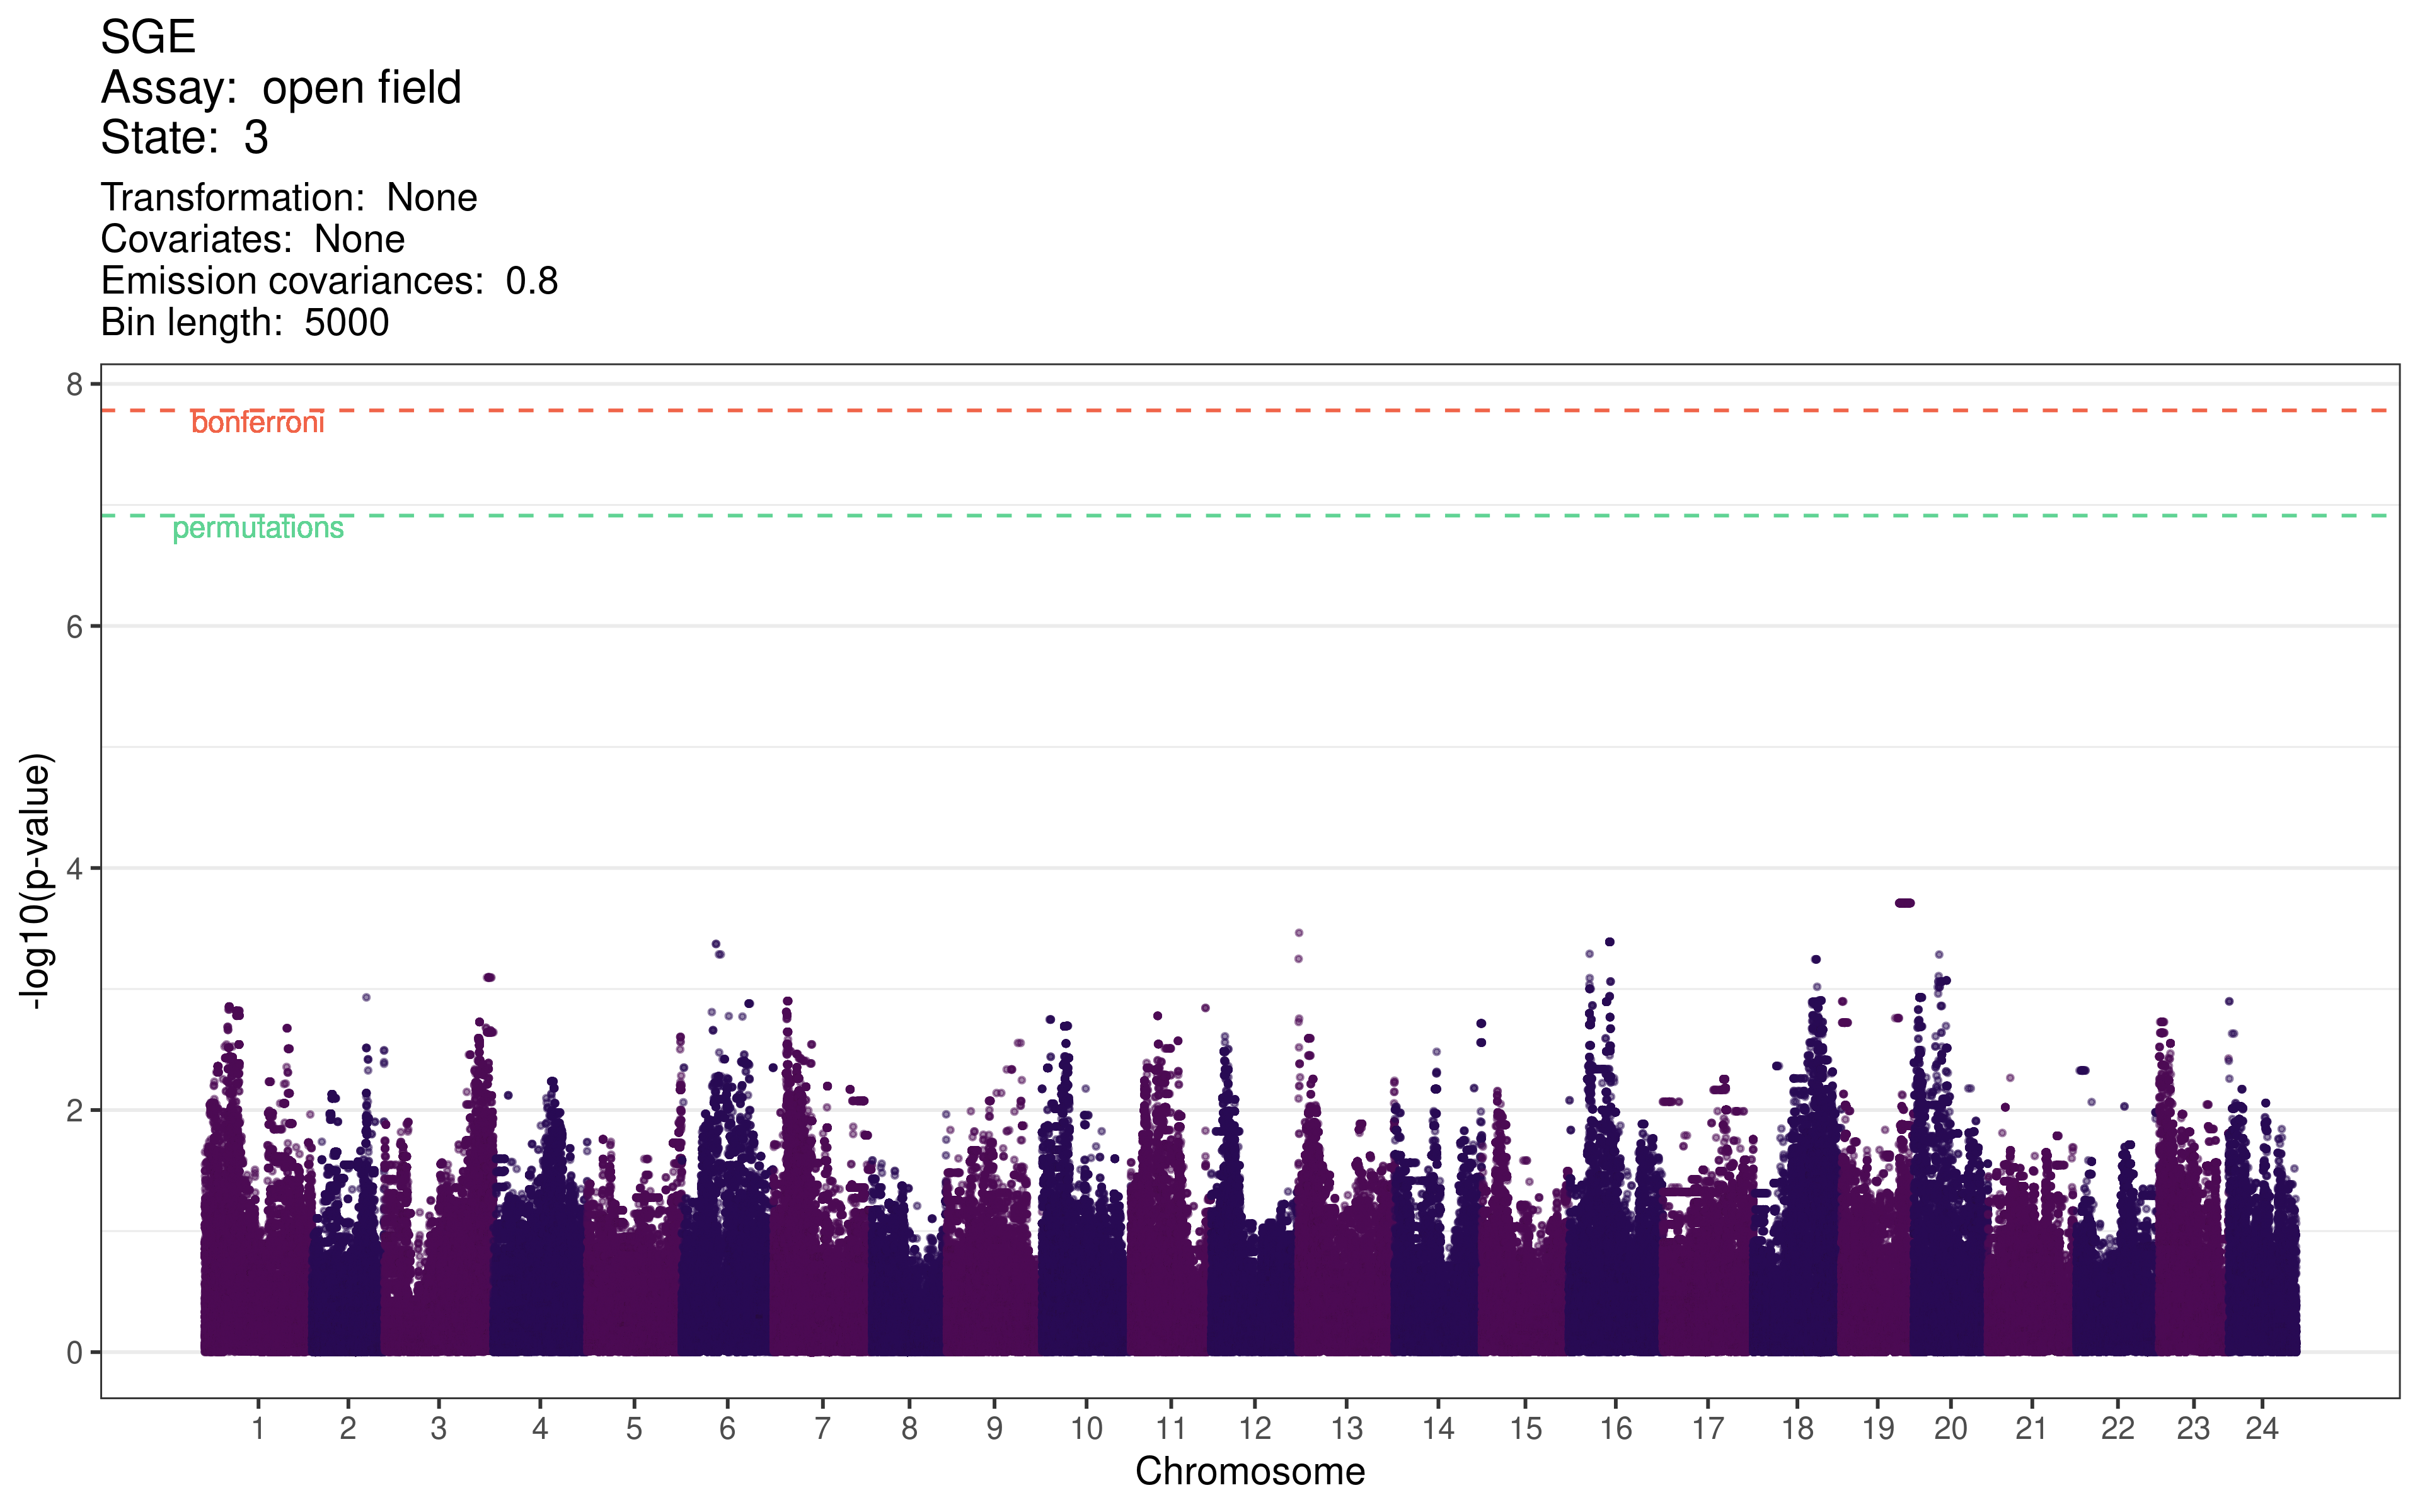 SGE
Assay:  open field
State:  3
Transformation:  None
Covariates:  None
Emission covariances:  0.8
Bin length:  5000
8
bonferroni
permutations
6
4
2
0
-log10(p-value)
1 2 3 4 5 6 7 8 9 10 11 12 13 14 15 16 17 18 19 20 21 22 23 24
Chromosome